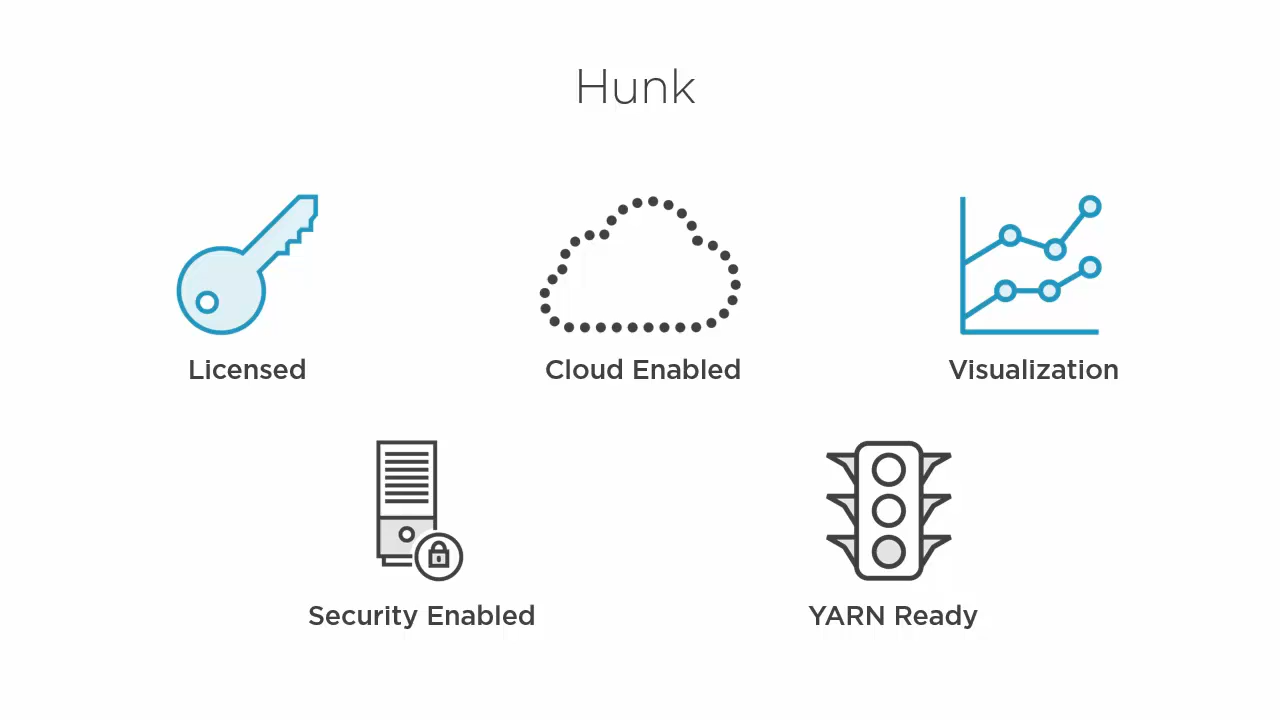 Hunk
Licensed
Cloud Enabled
Visualization
Security Enabled
YARN Ready